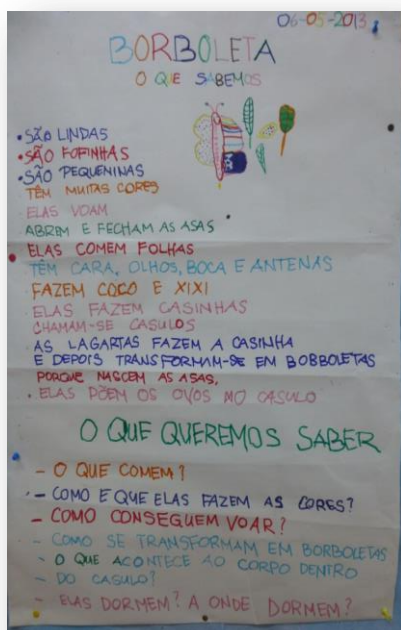 06-05-2013
BORBOLETA
O QUE SABEMOS
• SÃO LINDAS
• SÃO FOFINHAS
• SÃO PEQUENINAS
TÊM MUITAS CORES
ELAS VOAM
ABREM E FECHAM AS ASAS
ELAS COMEM FOLHAS
TÊM CARA, OLHOS, BOCA E ANTENAS
FAZEM COCO E XIXI
ELAS FAZEM CASINHAS
CHAMAM-SE CASULOS
AS LAGARTAS FAZEM A CASINHA
E DEPOIS TRANSFORMAM-SE EM BOBBOLETAS
PORQUE NASCEM AS ASAS.
• ELAS PÕEM OS OVOS MO CASULO
O QUE QUEREMOS SABER
- O QUE COMEM?
- COMO E QUE ELAS FAZEM AS CORES?
- COMO CONSEGUEM VOAR?
- COMO SE TRANSFORMAM EM BORBOLETAS
- O QUE ACONTECE AO CORPO DENTRO
- DO CASULO?
- ELAS DORMEM? A ONDE DORMEM?